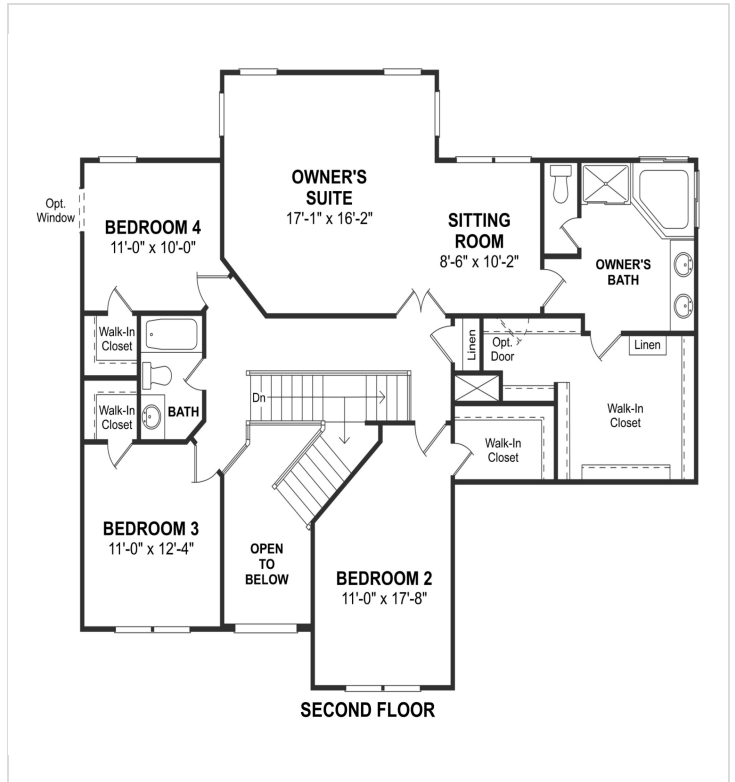 OWNER'S
SUITE
17'-1" x 16'-2"
Opt.
Window
BEDROOM 4
11'-0" x 10'-0"
SITTING
ROOM
8'-6" x 10'-2"
OWNER'S
BATH
Walk-In
Closet
Linen
Opt.
Door
Linen
Walk-In
Closet
BATH
Dn
Walk-In
Closet
Walk-In
Closet
BEDROOM 3
11'-0" x 12'-4"
OPEN
TO
BELOW
BEDROOM 2
11'-0" x 17'-8"
SECOND FLOOR